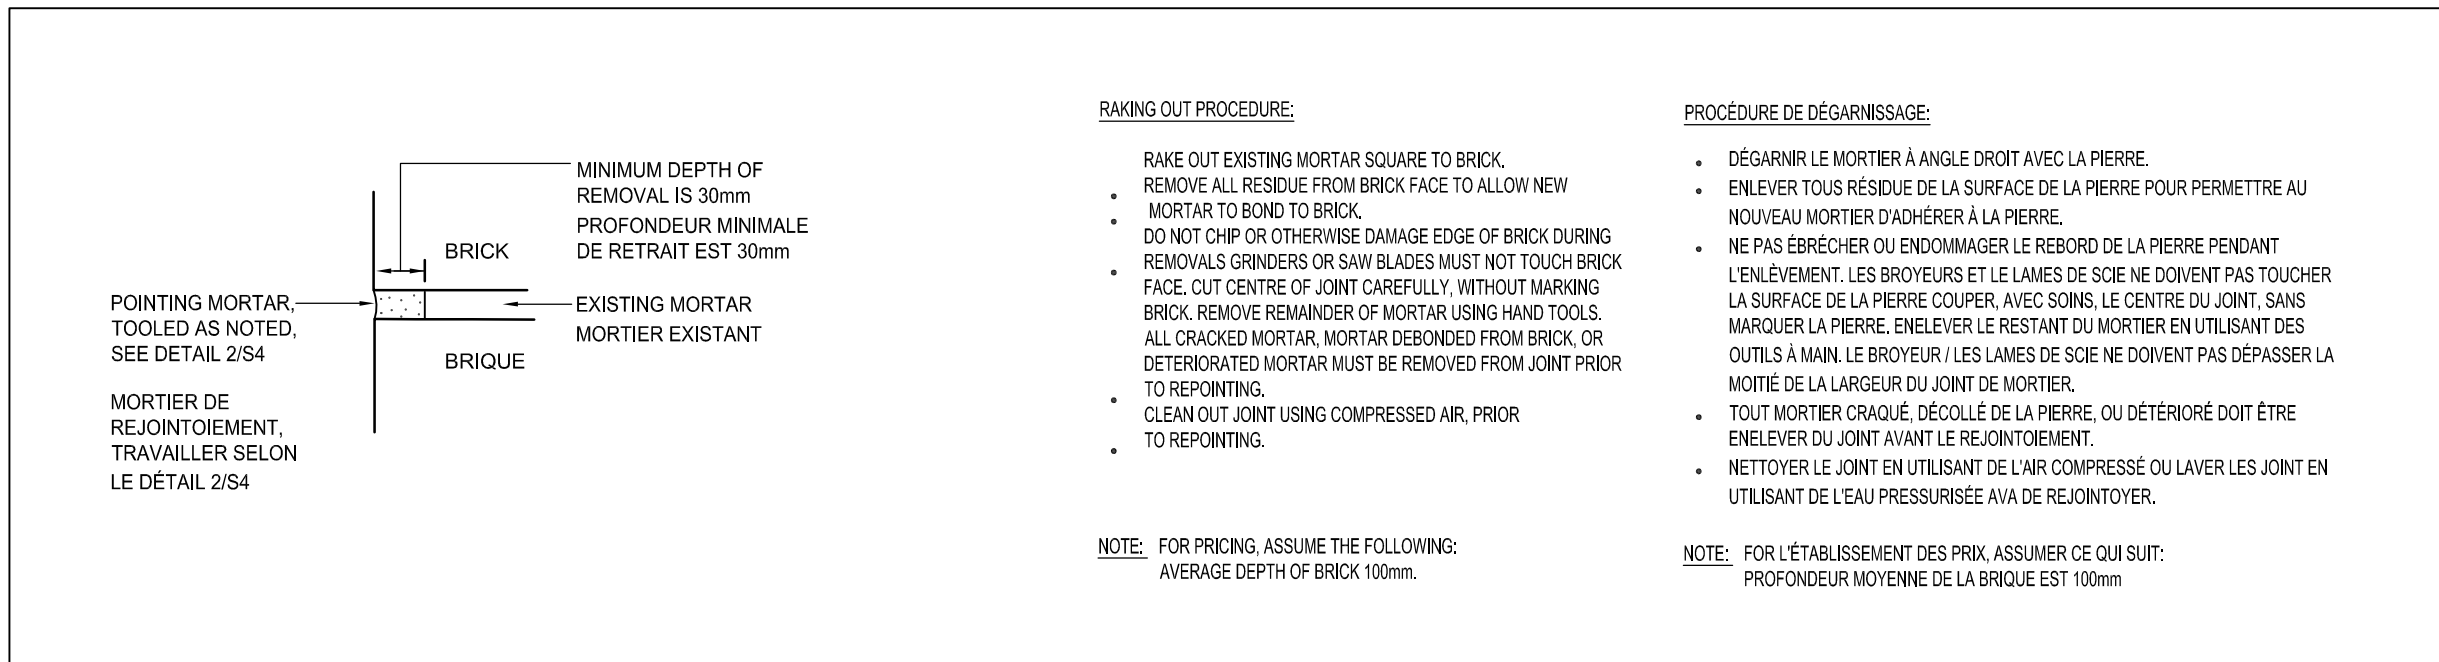 MINIMUM DEPTH OF
REMOVAL IS 30mm
PROFONDEUR MINIMALE
DE RETRAIT EST 30mm
BRICK
POINTING MORTAR,
TOOLED AS NOTED,
SEE DETAIL 2/S4
EXISTING MORTAR
MORTIER EXISTANT
BRIQUE
MORTIER DE
REJOINTOIEMENT,
TRAVAILLER SELON
LE DÉTAIL 2/S4
RAKING OUT PROCEDURE:
RAKE OUT EXISTING MORTAR SQUARE TO BRICK.
• REMOVE ALL RESIDUE FROM BRICK FACE TO ALLOW NEW
• MORTAR TO BOND TO BRICK.
DO NOT CHIP OR OTHERWISE DAMAGE EDGE OF BRICK DURING
• REMOVALS GRINDERS OR SAW BLADES MUST NOT TOUCH BRICK
FACE. CUT CENTRE OF JOINT CAREFULLY, WITHOUT MARKING
BRICK. REMOVE REMAINDER OF MORTAR USING HAND TOOLS.
ALL CRACKED MORTAR, MORTAR DEBONDED FROM BRICK, OR
DETERIORATED MORTAR MUST BE REMOVED FROM JOINT PRIOR
• TO REPOINTING.
CLEAN OUT JOINT USING COMPRESSED AIR, PRIOR
• TO REPOINTING.
NOTE: FOR PRICING, ASSUME THE FOLLOWING:
AVERAGE DEPTH OF BRICK 100mm.
PROCÉDURE DE DÉGARNISSAGE:
• DÉGARNIR LE MORTIER À ANGLE DROIT AVEC LA PIERRE.
• ENLEVER TOUS RÉSIDUE DE LA SURFACE DE LA PIERRE POUR PERMETTRE AU
NOUVEAU MORTIER D'ADHÉRER À LA PIERRE.
• NE PAS ÉBRÉCHER OU ENDOMMAGER LE REBORD DE LA PIERRE PENDANT
L'ENLÈVEMENT. LES BROYEURS ET LE LAMES DE SCIE NE DOIVENT PAS TOUCHER
LA SURFACE DE LA PIERRE COUPER, AVEC SOINS, LE CENTRE DU JOINT, SANS
MARQUER LA PIERRE. ENELEVER LE RESTANT DU MORTIER EN UTILISANT DES
OUTILS À MAIN. LE BROYEUR / LES LAMES DE SCIE NE DOIVENT PAS DÉPASSER LA
MOITIÉ DE LA LARGEUR DU JOINT DE MORTIER.
• TOUT MORTIER CRAQUÉ, DÉCOLLÉ DE LA PIERRE, OU DÉTÉRIORÉ DOIT ÊTRE
ENELEVER DU JOINT AVANT LE REJOINTOIEMENT.
• NETTOYER LE JOINT EN UTILISANT DE L'AIR COMPRESSÉ OU LAVER LES JOINT EN
UTILISANT DE L'EAU PRESSURISÉE AVA DE REJOINTOYER.
NOTE: FOR L'ÉTABLISSEMENT DES PRIX, ASSUMER CE QUI SUIT:
PROFONDEUR MOYENNE DE LA BRIQUE EST 100mm